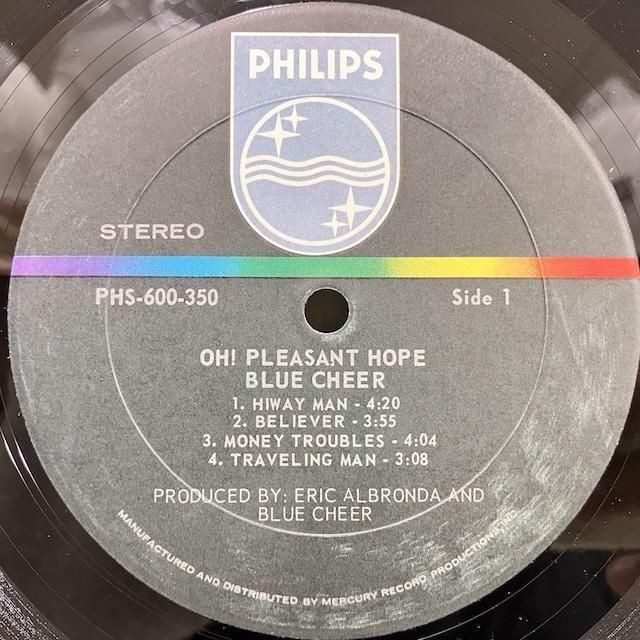 PHILIPS
STEREO
PHS-600-350 Side 1
OH! PLEASANT HOPE
BLUE CHEER
1. HIWAY MAN - 4:20
2. BELIEVER - 3:55
3. MONEY TROUBLES - 4:04
4. TRAVELING MAN - 3:08
PRODUCED BY: ERIC ALBRONDA AND
BLUE CHEER
MANUFACTURED AND DISTRIBUTED BY MERCURY RECORD PRODUCTIONS, INC.